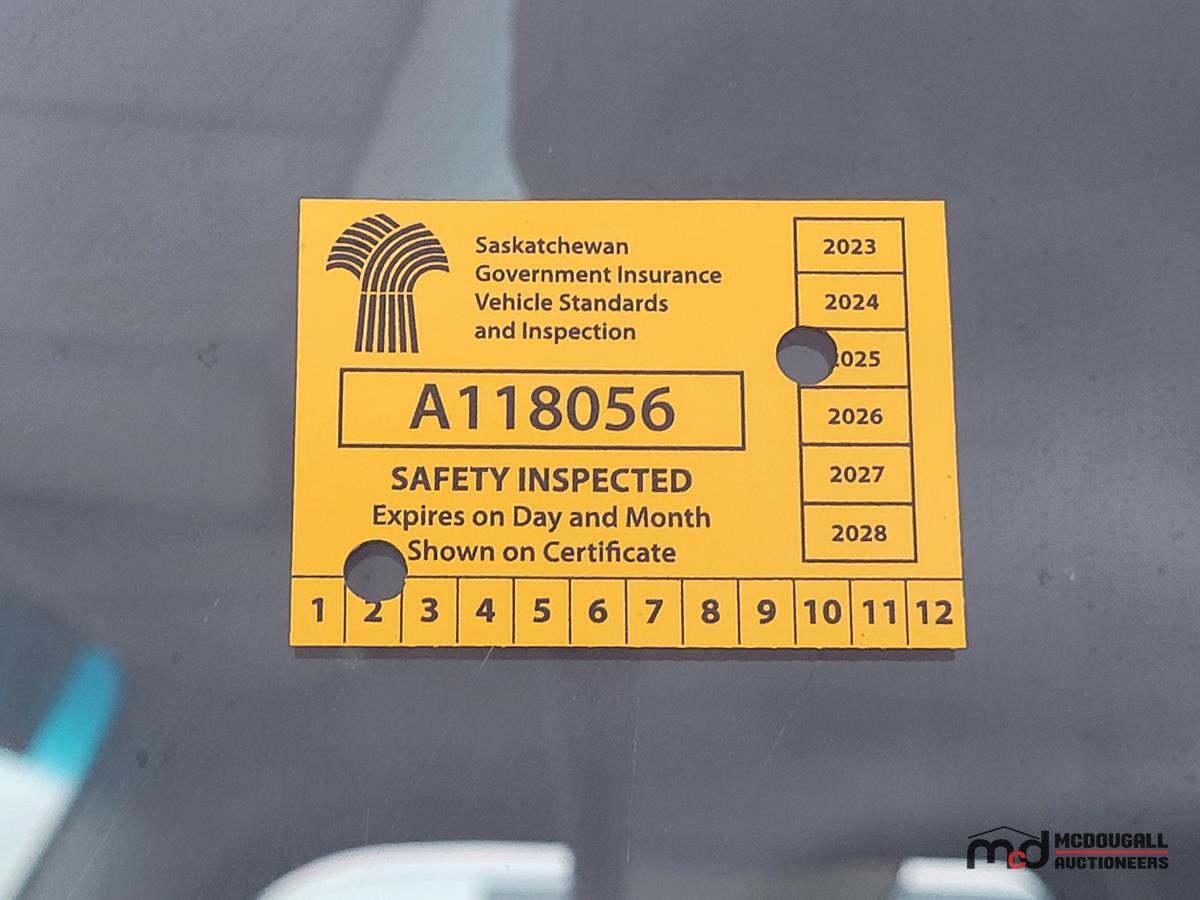 Saskatchewan
Government Insurance
Vehicle Standards
and Inspection
A118056
SAFETY INSPECTED
Expires on Day and Month
Shown on Certificate
2023
2024
2025
2026
2027
2028
1 2 3 4 5 6 7 8 9 10 11 12
mcd MCDOUGALL
AUCTIONEERS